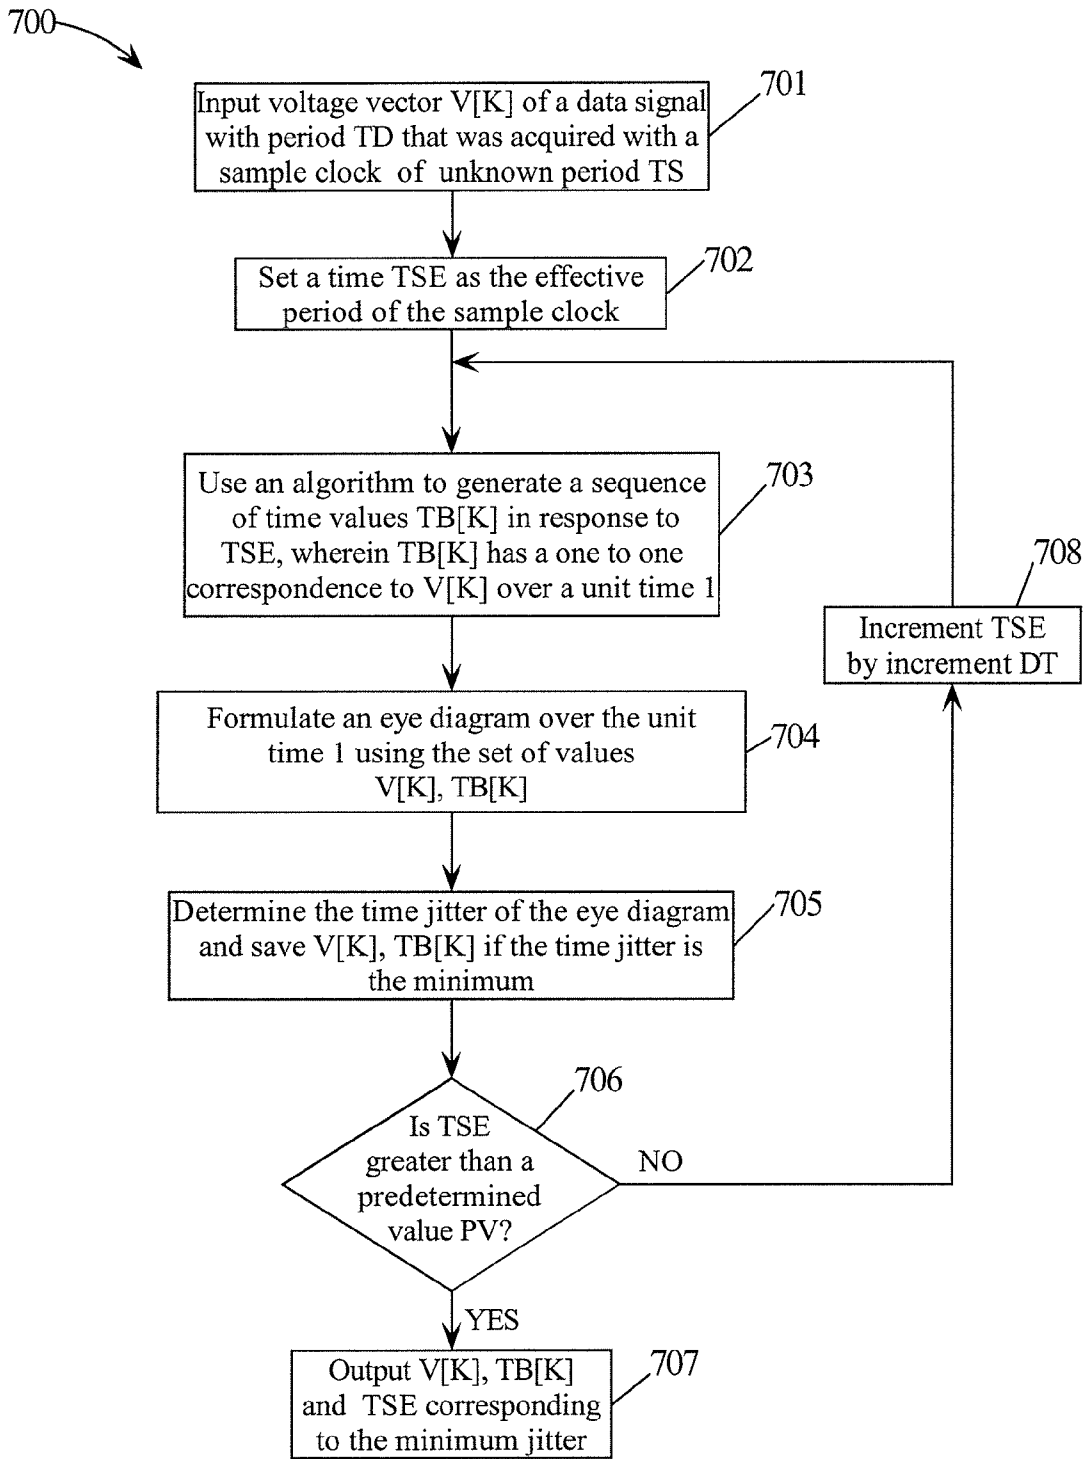 700
701
Input voltage vector V[K] of a data signal
with period TD that was acquired with a
sample clock of unknown period TS
702
Set a time TSE as the effective
period of the sample clock
703
Use an algorithm to generate a sequence
of time values TB[K] in response to
TSE, wherein TB[K] has a one to one
correspondence to V[K] over a unit time 1
708
Increment TSE
by increment DT
704
Formulate an eye diagram over the unit
time 1 using the set of values
V[K], TB[K]
705
Determine the time jitter of the eye diagram
and save V[K], TB[K] if the time jitter is
the minimum
706
Is TSE
greater than a
predetermined
value PV?
NO
YES
707
Output V[K], TB[K]
and TSE corresponding
to the minimum jitter